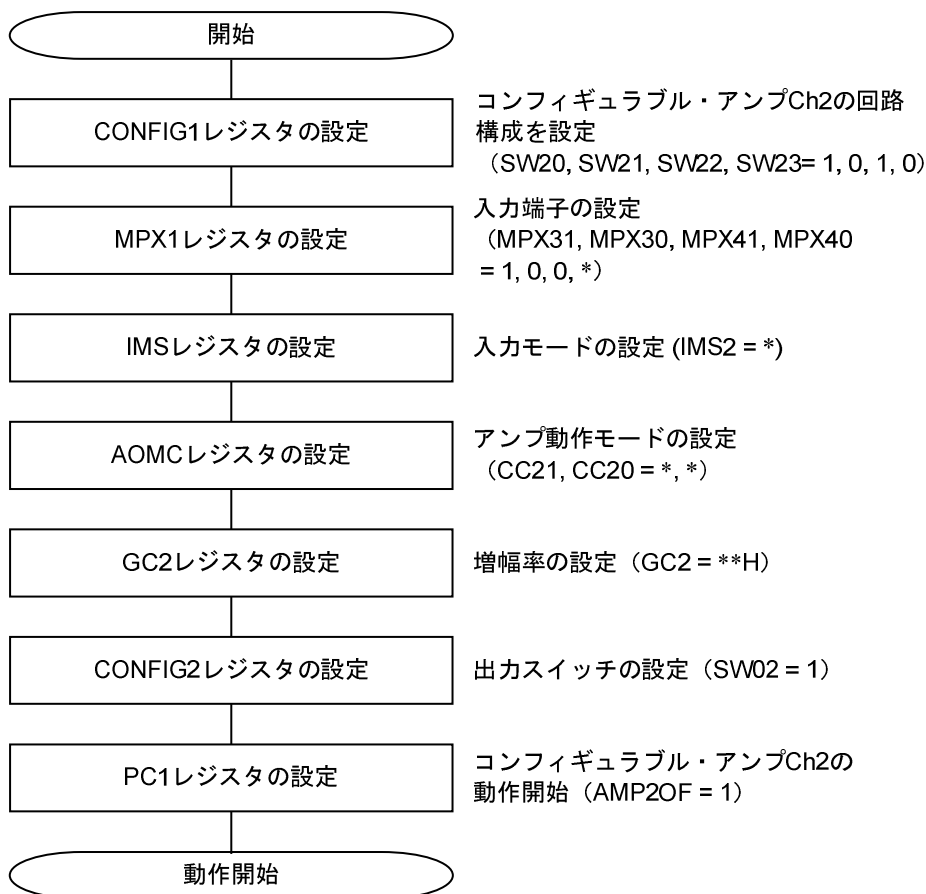 開始
CONFIG1レジスタの設定
コンフィギュラブル・アンプCh2の回路
構成を設定
（SW20, SW21, SW22, SW23= 1, 0, 1, 0）
MPX1レジスタの設定
入力端子の設定
（MPX31, MPX30, MPX41, MPX40
= 1, 0, 0, *）
IMSレジスタの設定
入力モードの設定 (IMS2 = *)
AOMCレジスタの設定
アンプ動作モードの設定
（CC21, CC20 = *, *）
GC2レジスタの設定
増幅率の設定（GC2 = **H）
CONFIG2レジスタの設定
出力スイッチの設定（SW02 = 1）
PC1レジスタの設定
コンフィギュラブル・アンプCh2の
動作開始（AMP2OF = 1）
動作開始